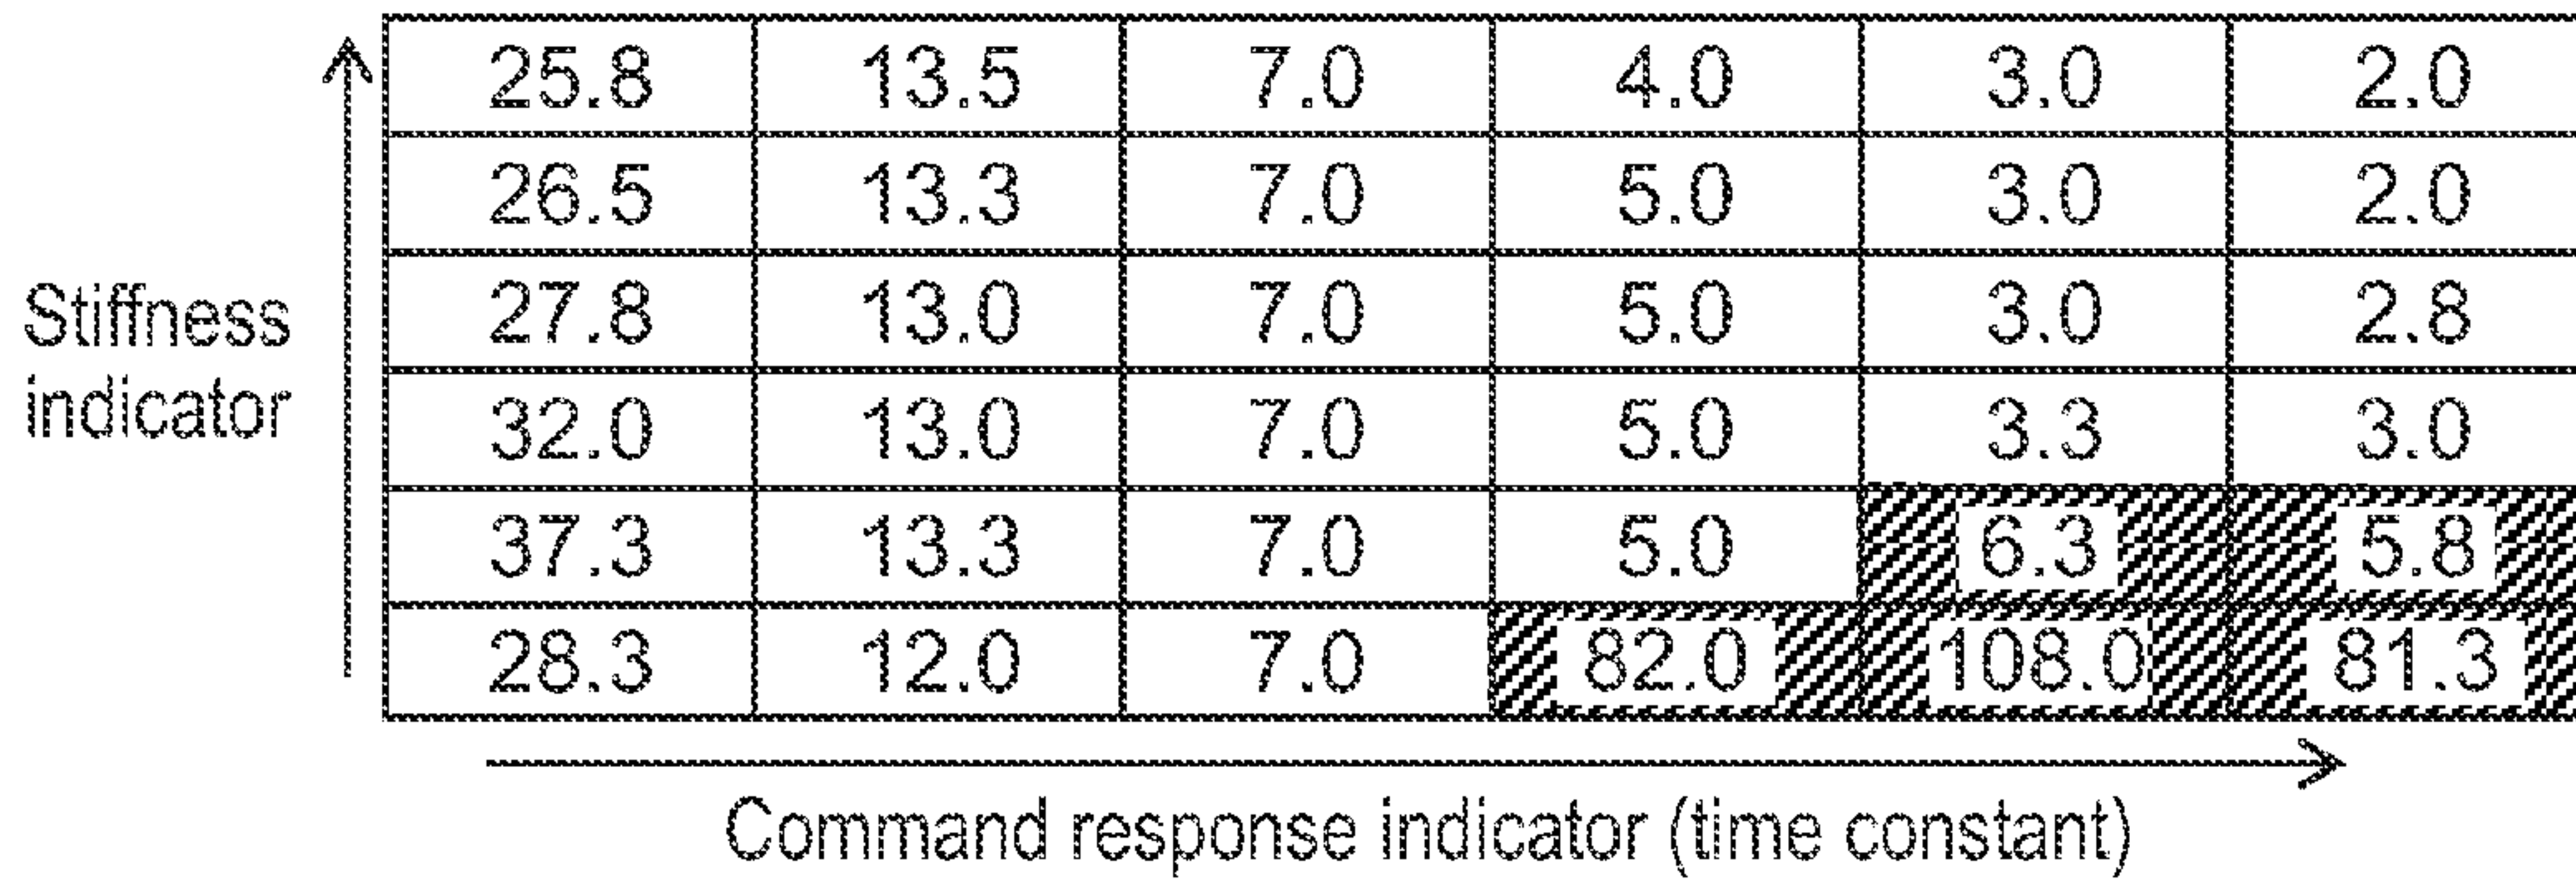 25.8 13.5 7.0 4.0 3.0 2.0
26.5 13.3 7.0 5.0 3.0 2.0
27.8 13.0 7.0 5.0 3.0 2.8
32.0 13.0 7.0 5.0 3.3 3.0
37.3 13.3 7.0 5.0 6.3 5.8
28.3 12.0 7.0 82.0 108.0 81.3
Stiffness
indicator
Command response indicator (time constant)